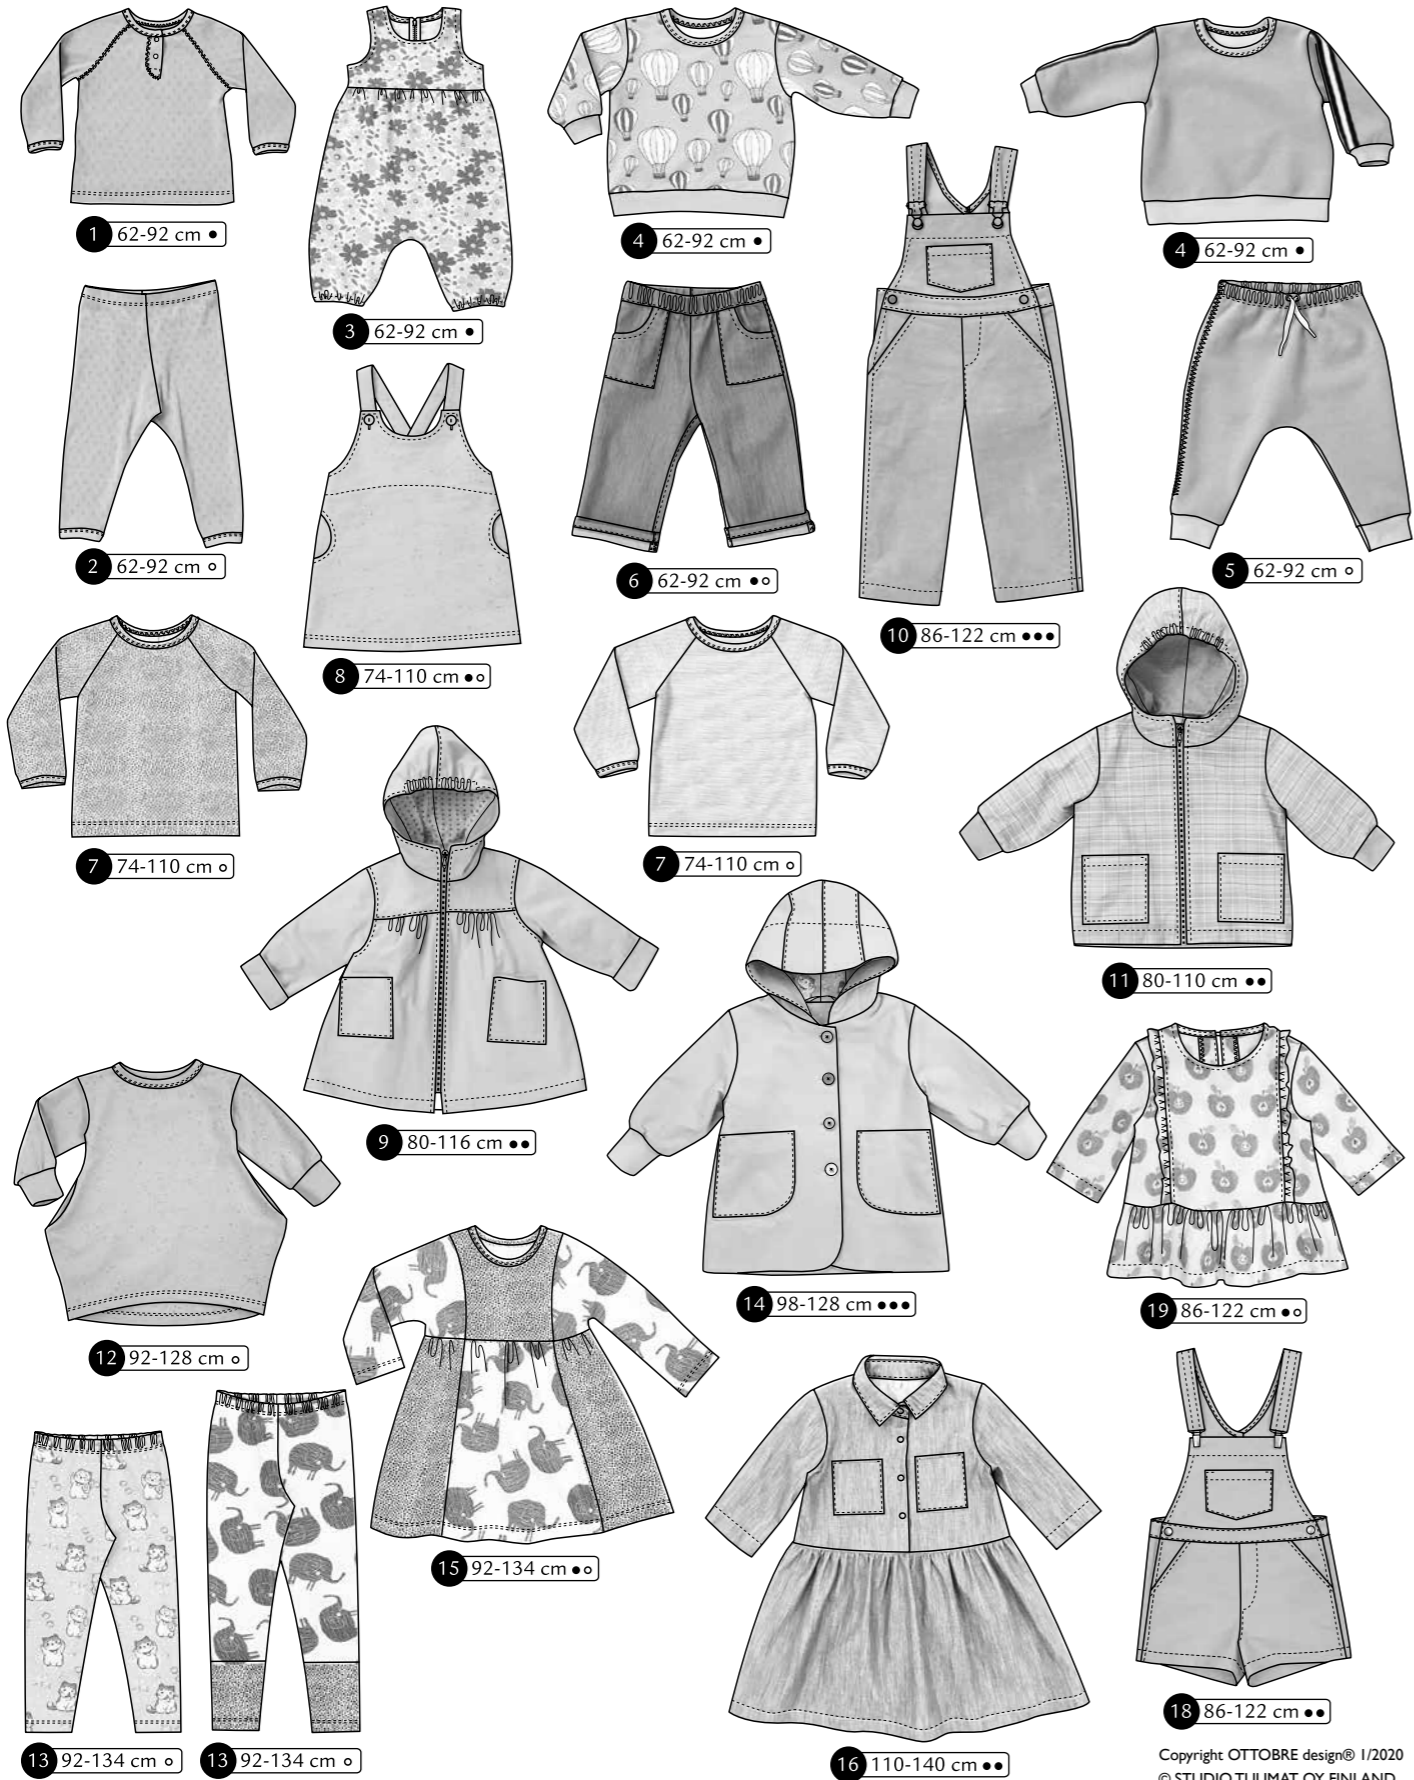 1 62-92 cm ●
3 62-92 cm ●
4 62-92 cm ●
4 62-92 cm ●
2 62-92 cm ○
6 62-92 cm ●○
5 62-92 cm ○
8 74-110 cm ●○
10 86-122 cm ●●●
7 74-110 cm ○
7 74-110 cm ○
11 80-110 cm ●●
9 80-116 cm ●●
12 92-128 cm ○
14 98-128 cm ●●●
19 86-122 cm ●○
15 92-134 cm ●○
18 86-122 cm ●●
13 92-134 cm ○
13 92-134 cm ○
16 110-140 cm ●●
Copyright OTTOBRE design® 1/2020
© STUDIO TUUMAT OY, FINLAND